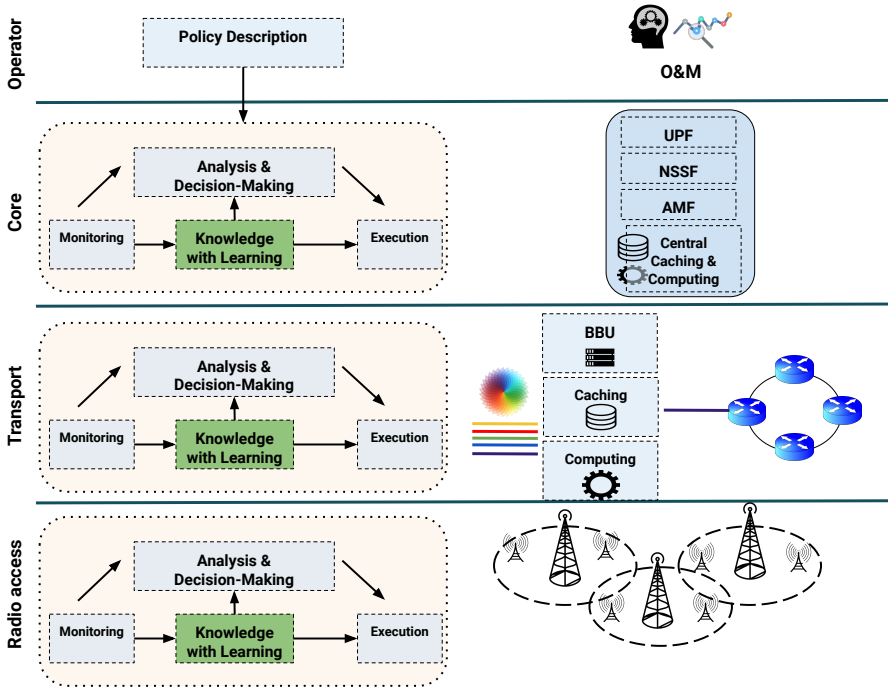 Operator
Policy Description
O&M
Core
Analysis &
Decision-Making
Monitoring
Knowledge
with Learning
Execution
UPF
NSSF
AMF
Central
Caching &
Computing
Transport
Analysis &
Decision-Making
Monitoring
Knowledge
with Learning
Execution
BBU
Caching
Computing
Radio access
Analysis &
Decision-Making
Monitoring
Knowledge
with Learning
Execution